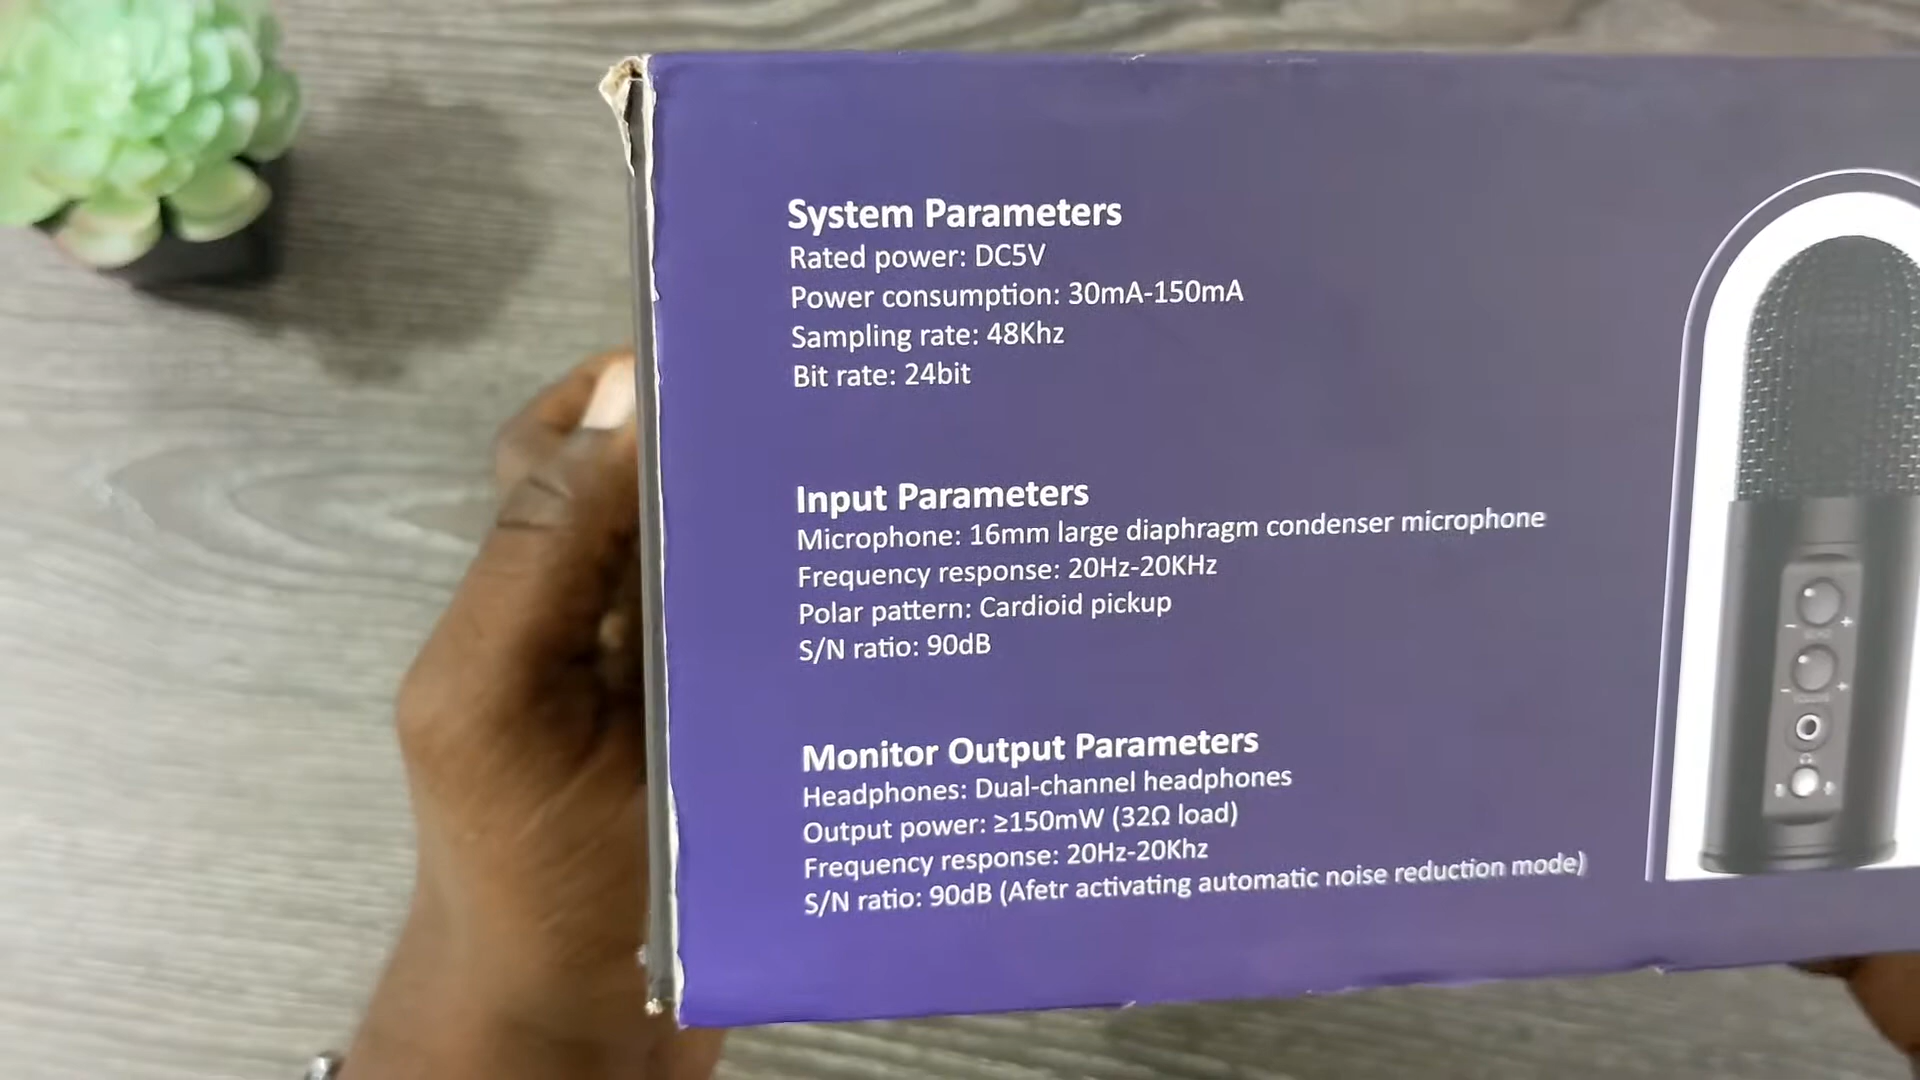 System Parameters
Rated power: DC5V
Power consumption: 30mA-150mA
Sampling rate: 48Khz
Bit rate: 24bit
Input Parameters
Microphone: 16mm large diaphragm condenser microphone
Frequency response: 20Hz-20KHz
Polar pattern: Cardioid pickup
S/N ratio: 90dB
Monitor Output Parameters
Headphones: Dual-channel headphones
Output power: ≥150mW (32Ω load)
Frequency response: 20Hz-20Khz
S/N ratio: 90dB (Afetr activating automatic noise reduction mode)
- +
- +